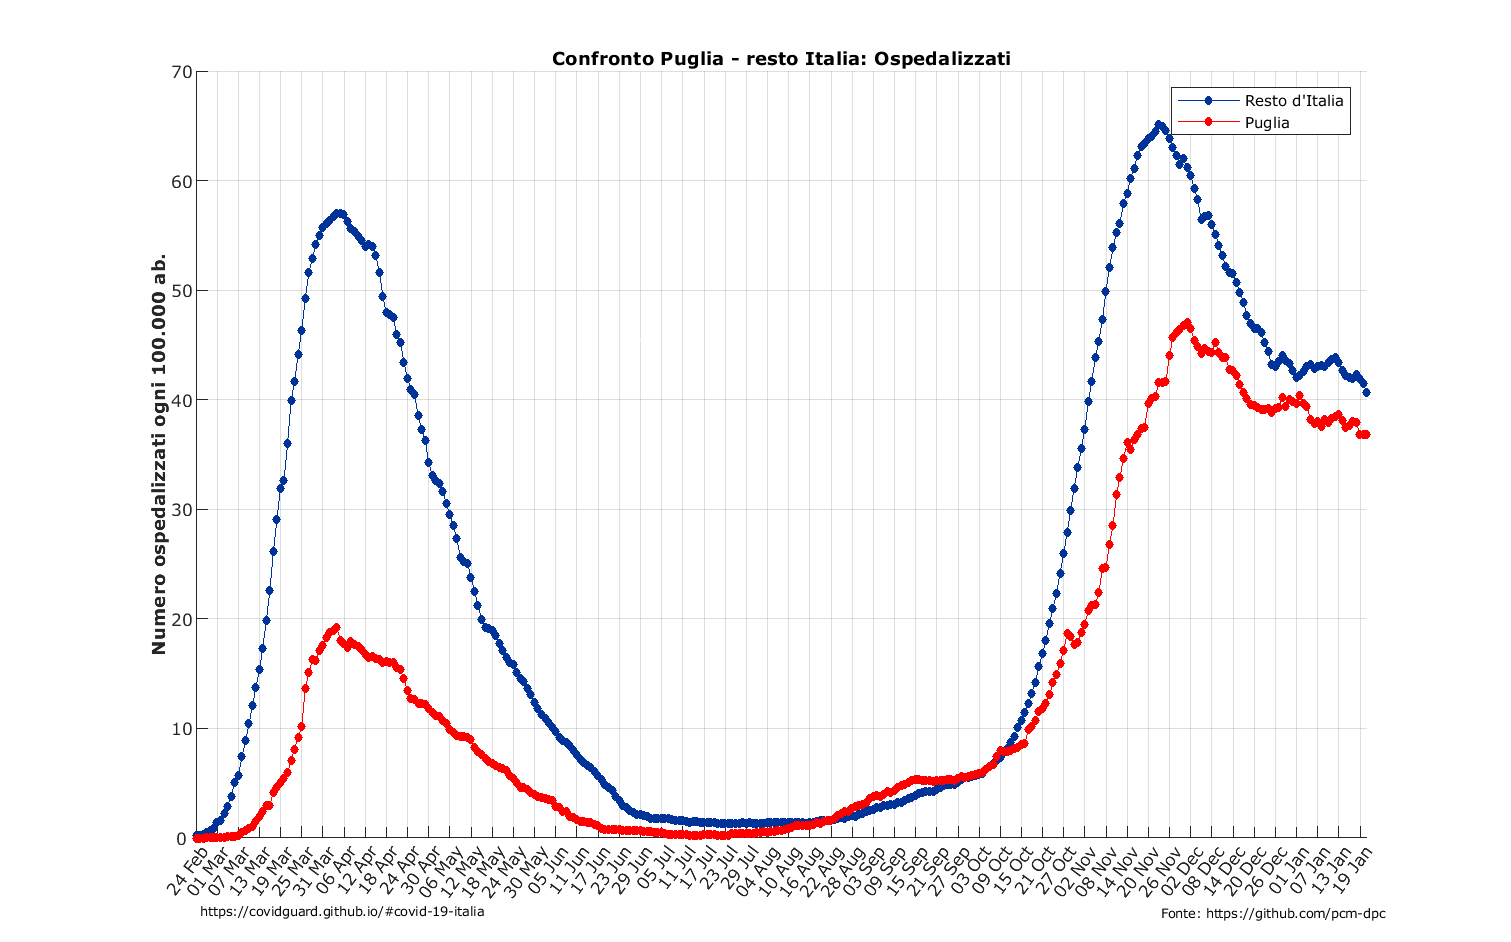 Confronto Puglia - resto Italia: Ospedalizzati
Resto d'Italia
Puglia
Numero ospedalizzati ogni 100.000 ab.
70
60
50
40
30
20
10
0
24 Feb
01 Mar
07 Mar
13 Mar
19 Mar
25 Mar
31 Mar
06 Apr
12 Apr
18 Apr
24 Apr
30 Apr
06 May
12 May
18 May
24 May
30 May
05 Jun
11 Jun
17 Jun
23 Jun
29 Jun
05 Jul
11 Jul
17 Jul
23 Jul
29 Jul
04 Aug
10 Aug
16 Aug
22 Aug
28 Aug
03 Sep
09 Sep
15 Sep
21 Sep
27 Sep
03 Oct
09 Oct
15 Oct
21 Oct
27 Oct
02 Nov
08 Nov
14 Nov
20 Nov
26 Nov
02 Dec
08 Dec
14 Dec
20 Dec
26 Dec
01 Jan
07 Jan
13 Jan
19 Jan
https://covidguard.github.io/#covid-19-italia
Fonte: https://github.com/pcm-dpc